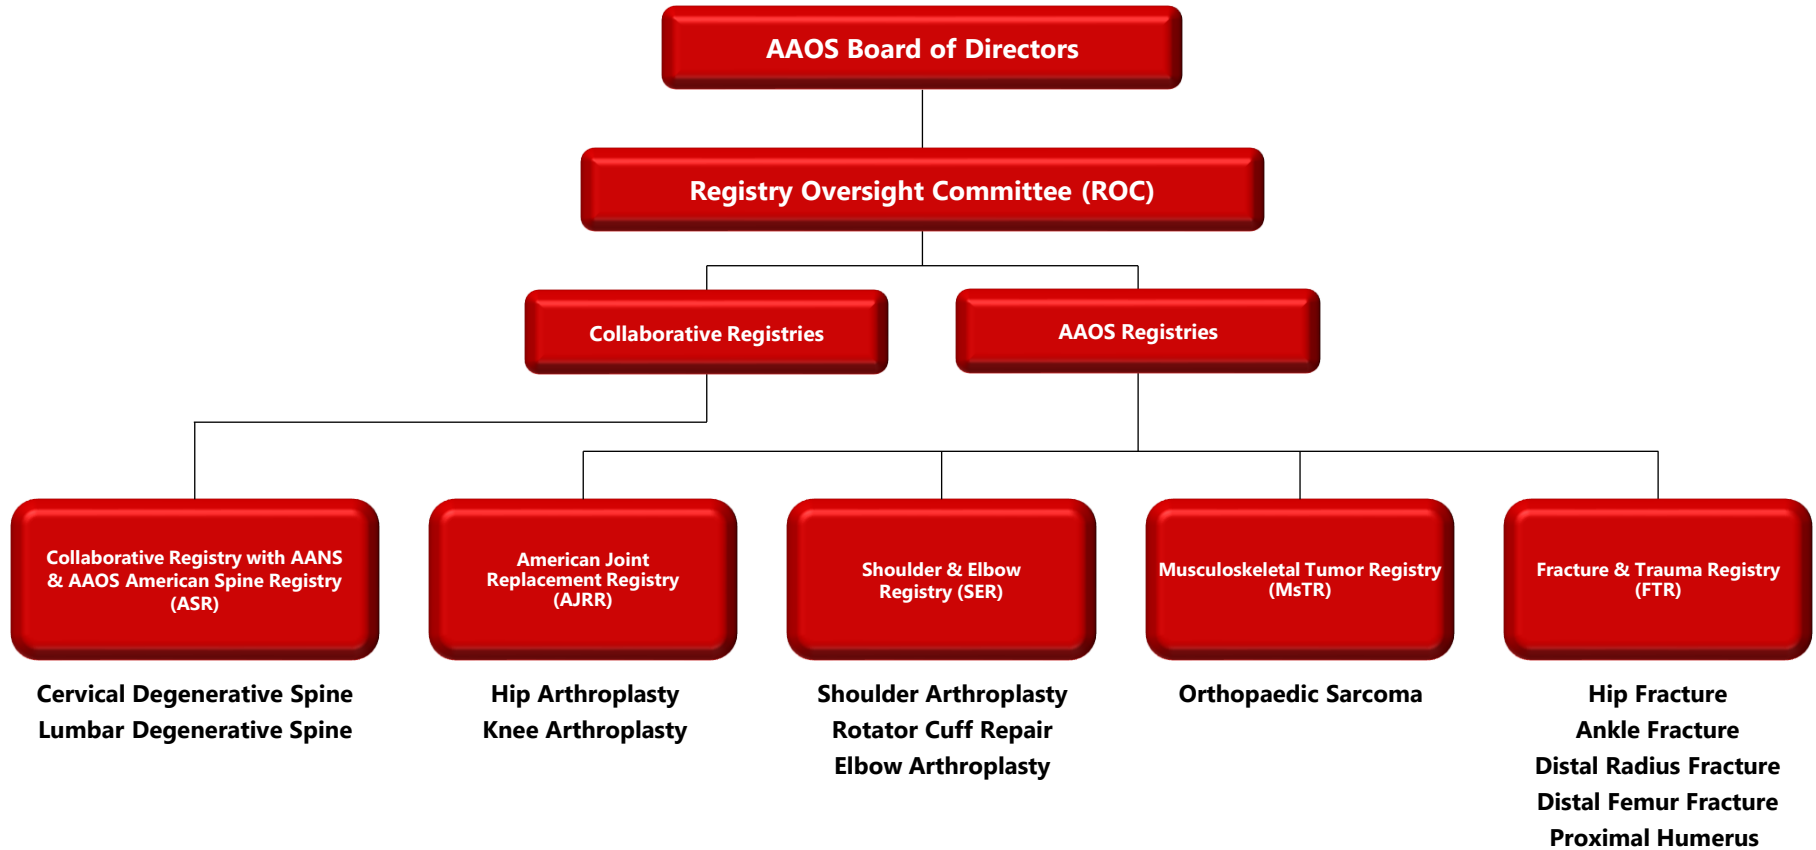 AAOS Board of Directors
Registry Oversight Committee (ROC)
Collaborative Registries
AAOS Registries
Collaborative Registry with AANS
& AAOS American Spine Registry
(ASR)
American Joint
Replacement Registry
(AJRR)
Shoulder & Elbow
Registry (SER)
Musculoskeletal Tumor Registry
(MsTR)
Fracture & Trauma Registry
(FTR)
Cervical Degenerative Spine
Lumbar Degenerative Spine
Hip Arthroplasty
Knee Arthroplasty
Shoulder Arthroplasty
Rotator Cuff Repair
Elbow Arthroplasty
Orthopaedic Sarcoma
Hip Fracture
Ankle Fracture
Distal Radius Fracture
Distal Femur Fracture
Proximal Humerus